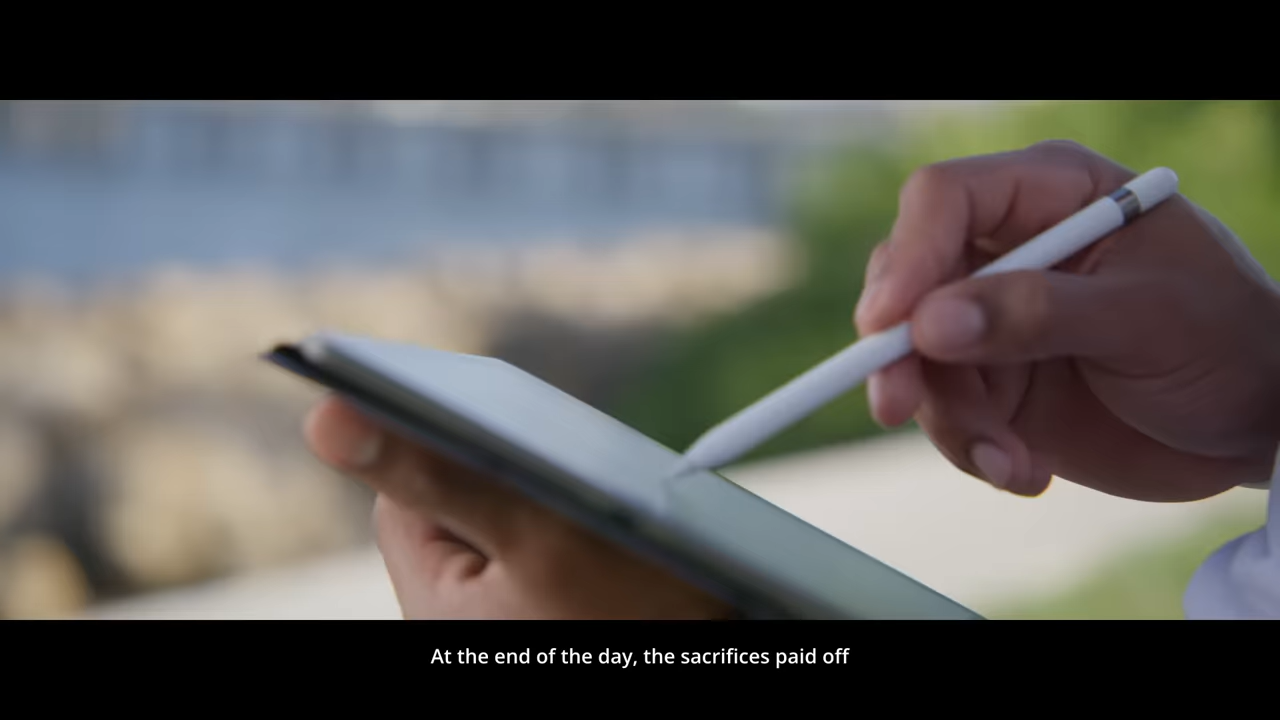 At the end of the day, the sacrifices paid off